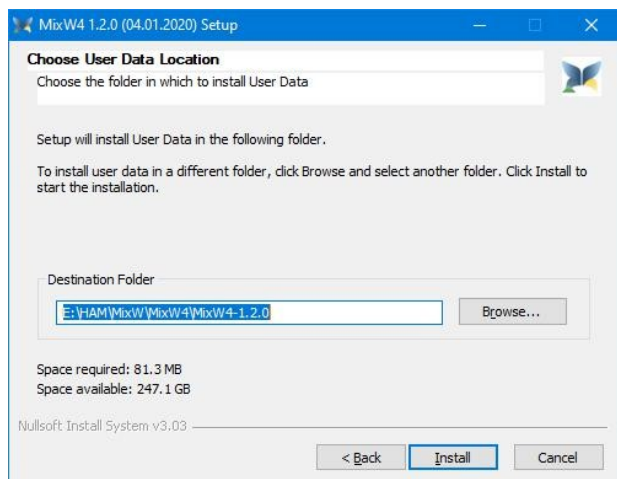 MixW4 1.2.0 (04.01.2020) Setup
Choose User Data Location
Choose the folder in which to install User Data
Setup will install User Data in the following folder.
To install user data in a different folder, click Browse and select another folder. Click Install to
start the installation.
Destination Folder
E:\HAM\MixW\MixW4\MixW4-1.2.0
Browse...
Space required: 81.3 MB
Space available: 247.1 GB
Nullsoft Install System v3.03
< Back
Install
Cancel